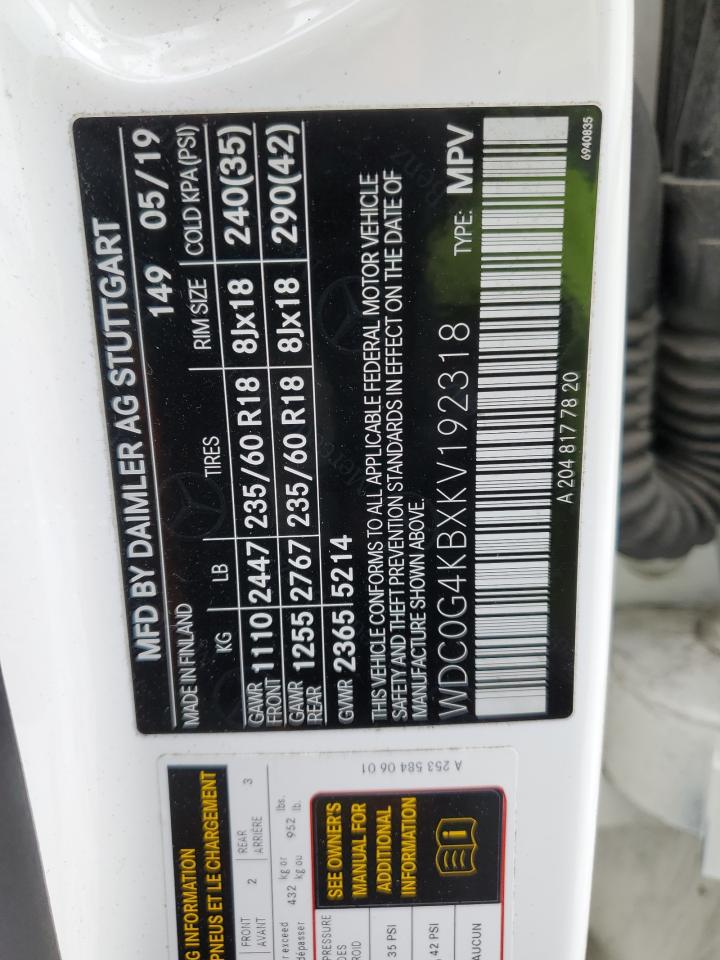 MFD BY DAIMLER AG STUTTGART
MADE IN FINLAND 149 05/19
KG LB TIRES RIM SIZE COLD KPA(PSI)
GAWR FRONT 1110 2447 235/60 R18 8Jx18 240(35)
GAWR REAR 1255 2767 235/60 R18 8Jx18 290(42)
GVWR 2365 5214
THIS VEHICLE CONFORMS TO ALL APPLICABLE FEDERAL MOTOR VEHICLE
SAFETY AND THEFT PREVENTION STANDARDS IN EFFECT ON THE DATE OF
MANUFACTURE SHOWN ABOVE.
WDC0G4KBXKV192318 TYPE: MPV
A 204 817 78 20
6940835
G INFORMATION
PNEUS ET LE CHARGEMENT
FRONT 2 REAR 3
AVANT ARRIÈRE
r exceed 432 kg or 952 lbs.
dépasser kg ou lb.
PRESSURE
DES
ROID
35 PSI
42 PSI
AUCUN
SEE OWNER'S
MANUAL FOR
ADDITIONAL
INFORMATION
A 253 584 06 01